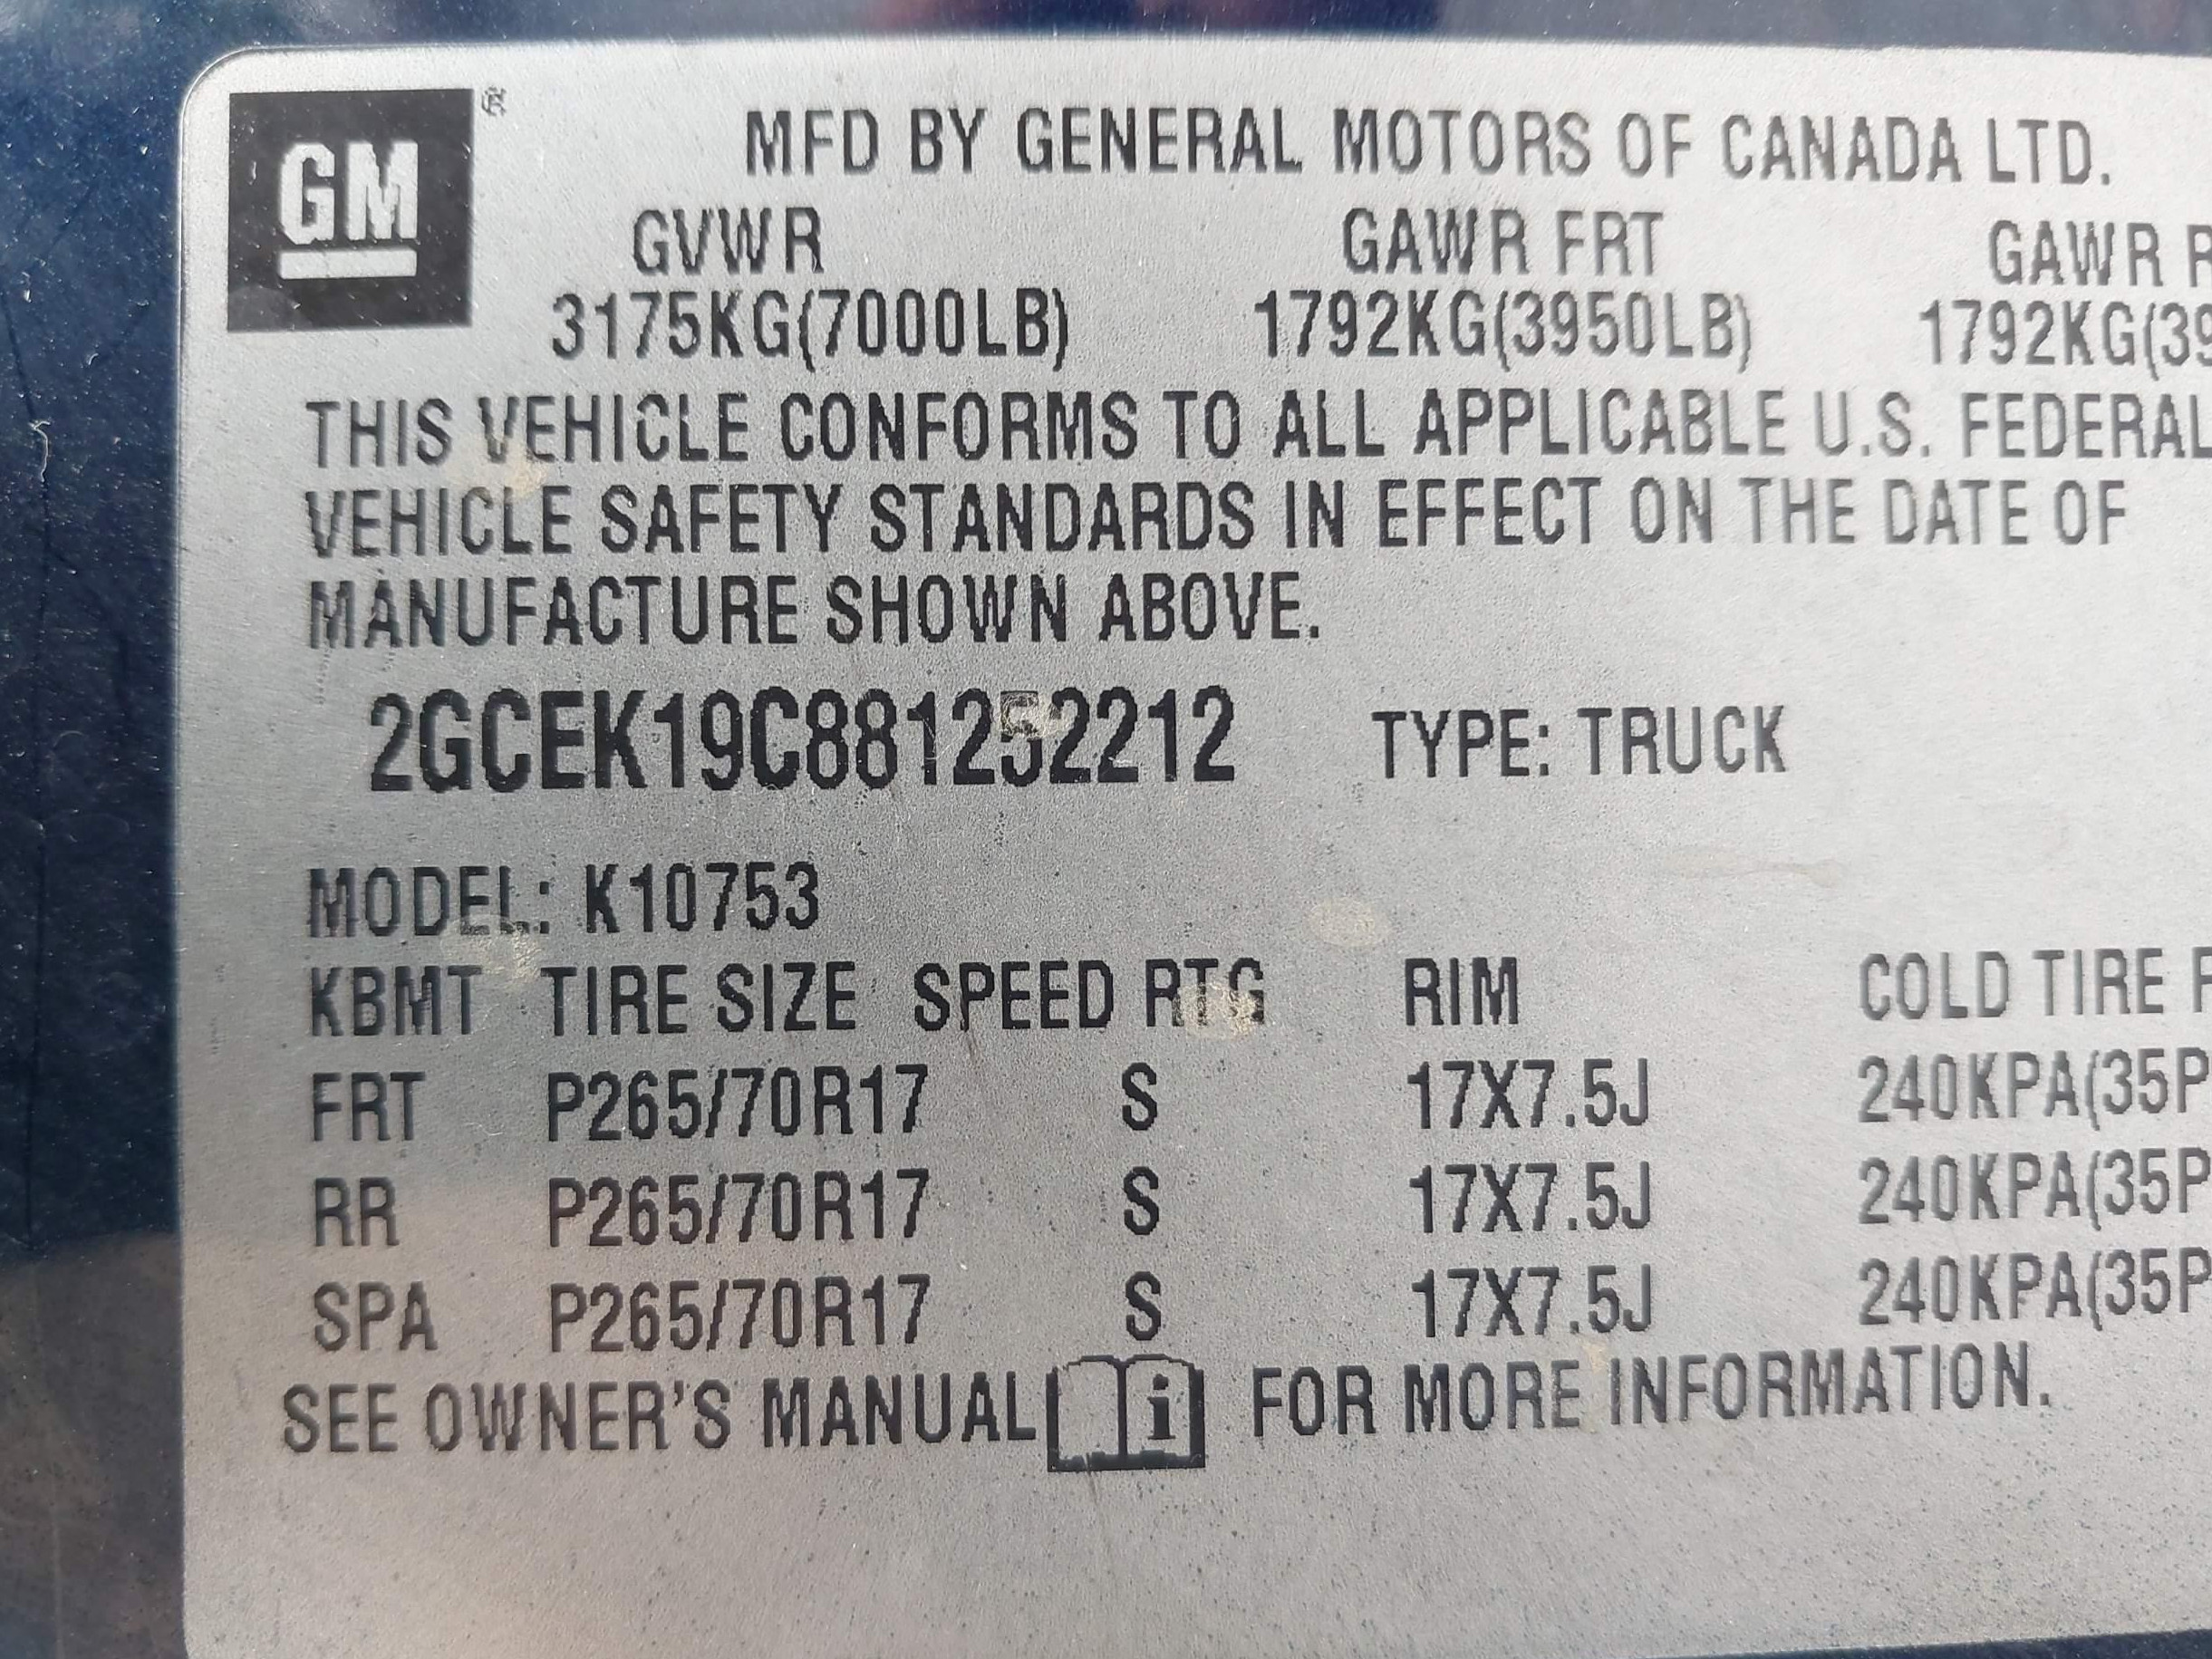 GM ®
MFD BY GENERAL MOTORS OF CANADA LTD.
GVWR GAWR FRT GAWR R
3175KG(7000LB) 1792KG(3950LB) 1792KG(39
THIS VEHICLE CONFORMS TO ALL APPLICABLE U.S. FEDERAL
VEHICLE SAFETY STANDARDS IN EFFECT ON THE DATE OF
MANUFACTURE SHOWN ABOVE.
2GCEK19C881252212 TYPE: TRUCK
MODEL: K10753
KBMT TIRE SIZE SPEED RTG RIM COLD TIRE P
FRT P265/70R17 S 17X7.5J 240KPA(35P
RR P265/70R17 S 17X7.5J 240KPA(35P
SPA P265/70R17 S 17X7.5J 240KPA(35P
SEE OWNER'S MANUAL i FOR MORE INFORMATION.